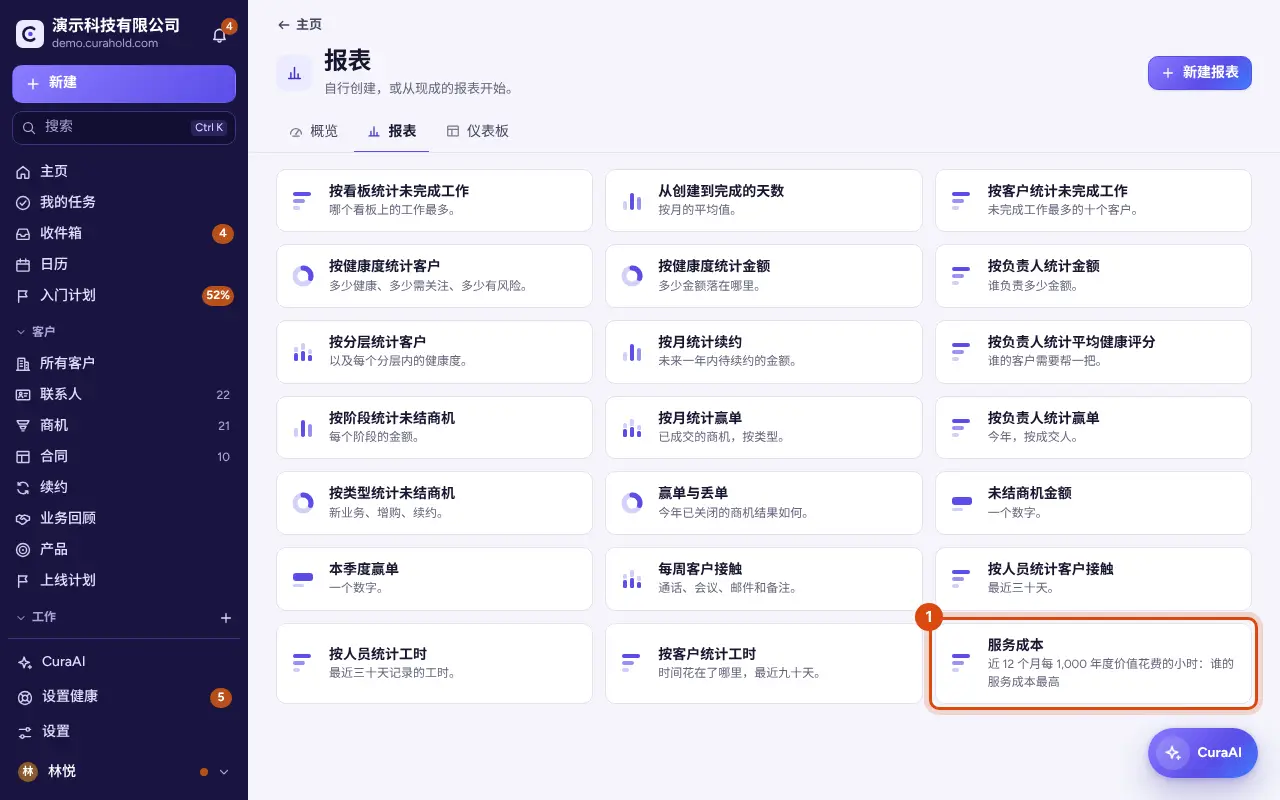 演示科技有限公司
demo.curahold.com
4
新建
搜索
Ctrl K
主页
我的任务
收件箱
4
日历
入门计划
52%
客户
所有客户
联系人
22
商机
21
合同
10
续约
业务回顾
产品
上线计划
工作
CuraAI
设置健康
5
设置
林
林悦
主页
报表
自行创建，或从现成的报表开始。
新建报表
概览
报表
仪表板
按看板统计未完成工作
哪个看板上的工作最多。
从创建到完成的天数
按月的平均值。
按客户统计未完成工作
未完成工作最多的十个客户。
按健康度统计客户
多少健康、多少需关注、多少有风险。
按健康度统计金额
多少金额落在哪里。
按负责人统计金额
谁负责多少金额。
按分层统计客户
以及每个分层内的健康度。
按月统计续约
未来一年内待续约的金额。
按负责人统计平均健康评分
谁的客户需要帮一把。
按阶段统计未结商机
每个阶段的金额。
按月统计赢单
已成交的商机，按类型。
按负责人统计赢单
今年，按成交人。
按类型统计未结商机
新业务、增购、续约。
赢单与丢单
今年已关闭的商机结果如何。
未结商机金额
一个数字。
本季度赢单
一个数字。
每周客户接触
通话、会议、邮件和备注。
按人员统计客户接触
最近三十天。
按人员统计工时
最近三十天记录的工时。
按客户统计工时
时间花在了哪里，最近九十天。
1
服务成本
近 12 个月每 1,000 年度价值花费的小时：谁的
服务成本最高
CuraAI